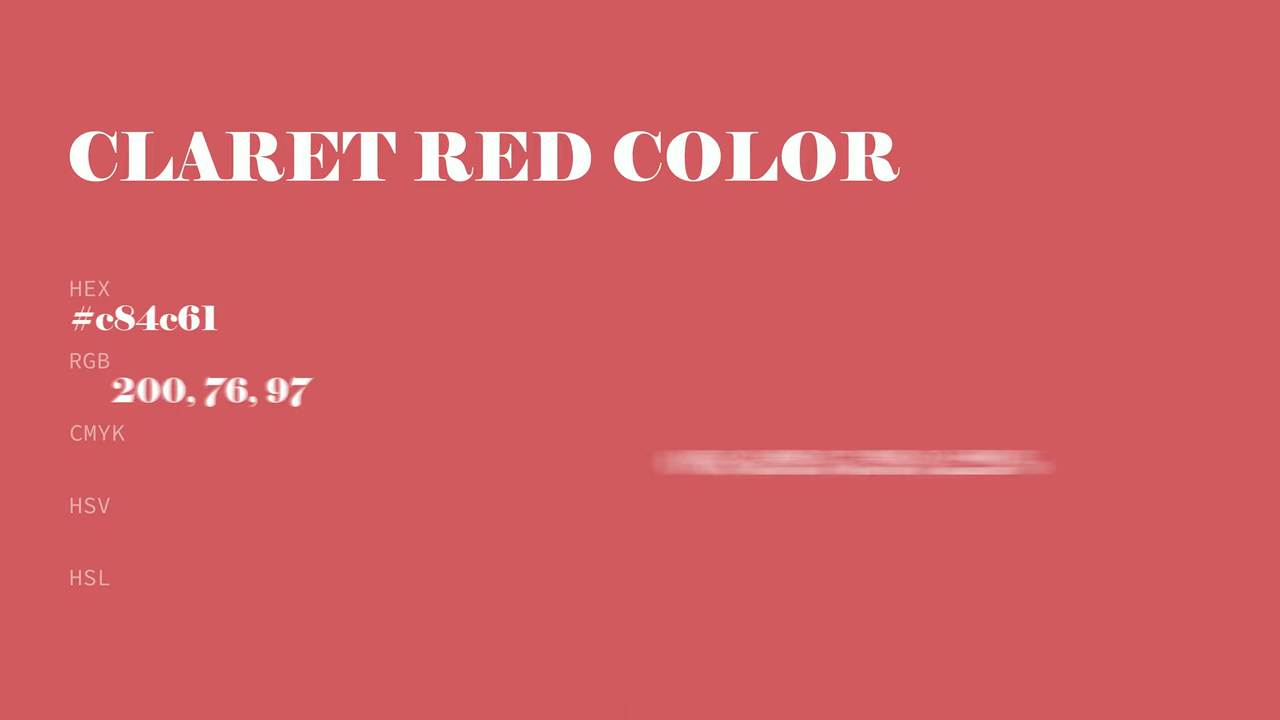 CLARET RED COLOR
HEX
#c84c61
RGB
200, 76, 97
CMYK
HSV
HSL